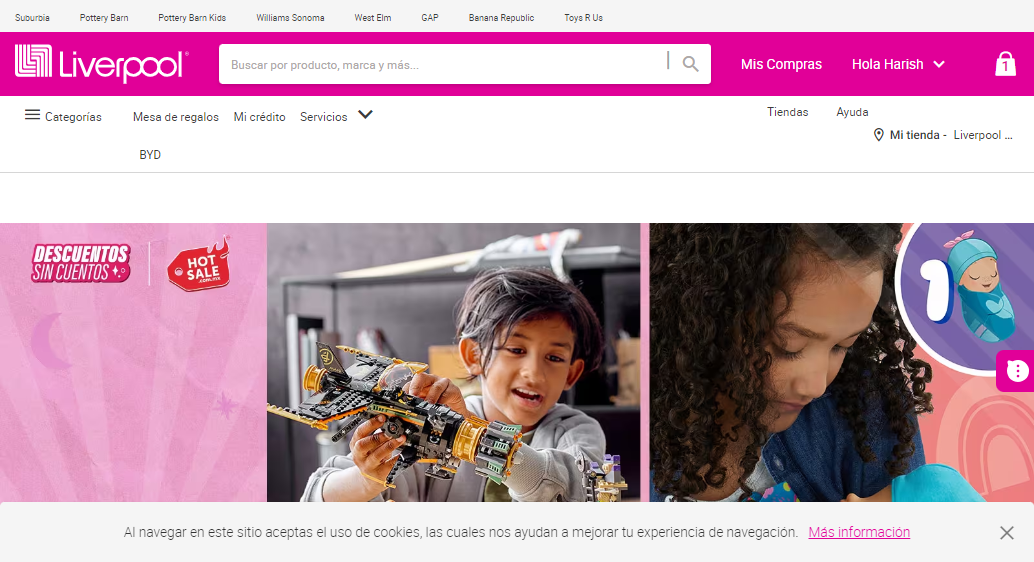 Suburbia Pottery Barn Pottery Barn Kids Williams Sonoma West Elm GAP Banana Republic Toys R Us
Liverpool® Buscar por producto, marca y más... Mis Compras Hola Harish 1
Categorías Mesa de regalos Mi crédito Servicios Tiendas Ayuda
Mi tienda - Liverpool ...
BYD
DESCUENTOS
SIN CUENTOS
HOT
SALE
.COM.MX
1
Al navegar en este sitio aceptas el uso de cookies, las cuales nos ayudan a mejorar tu experiencia de navegación. Más información